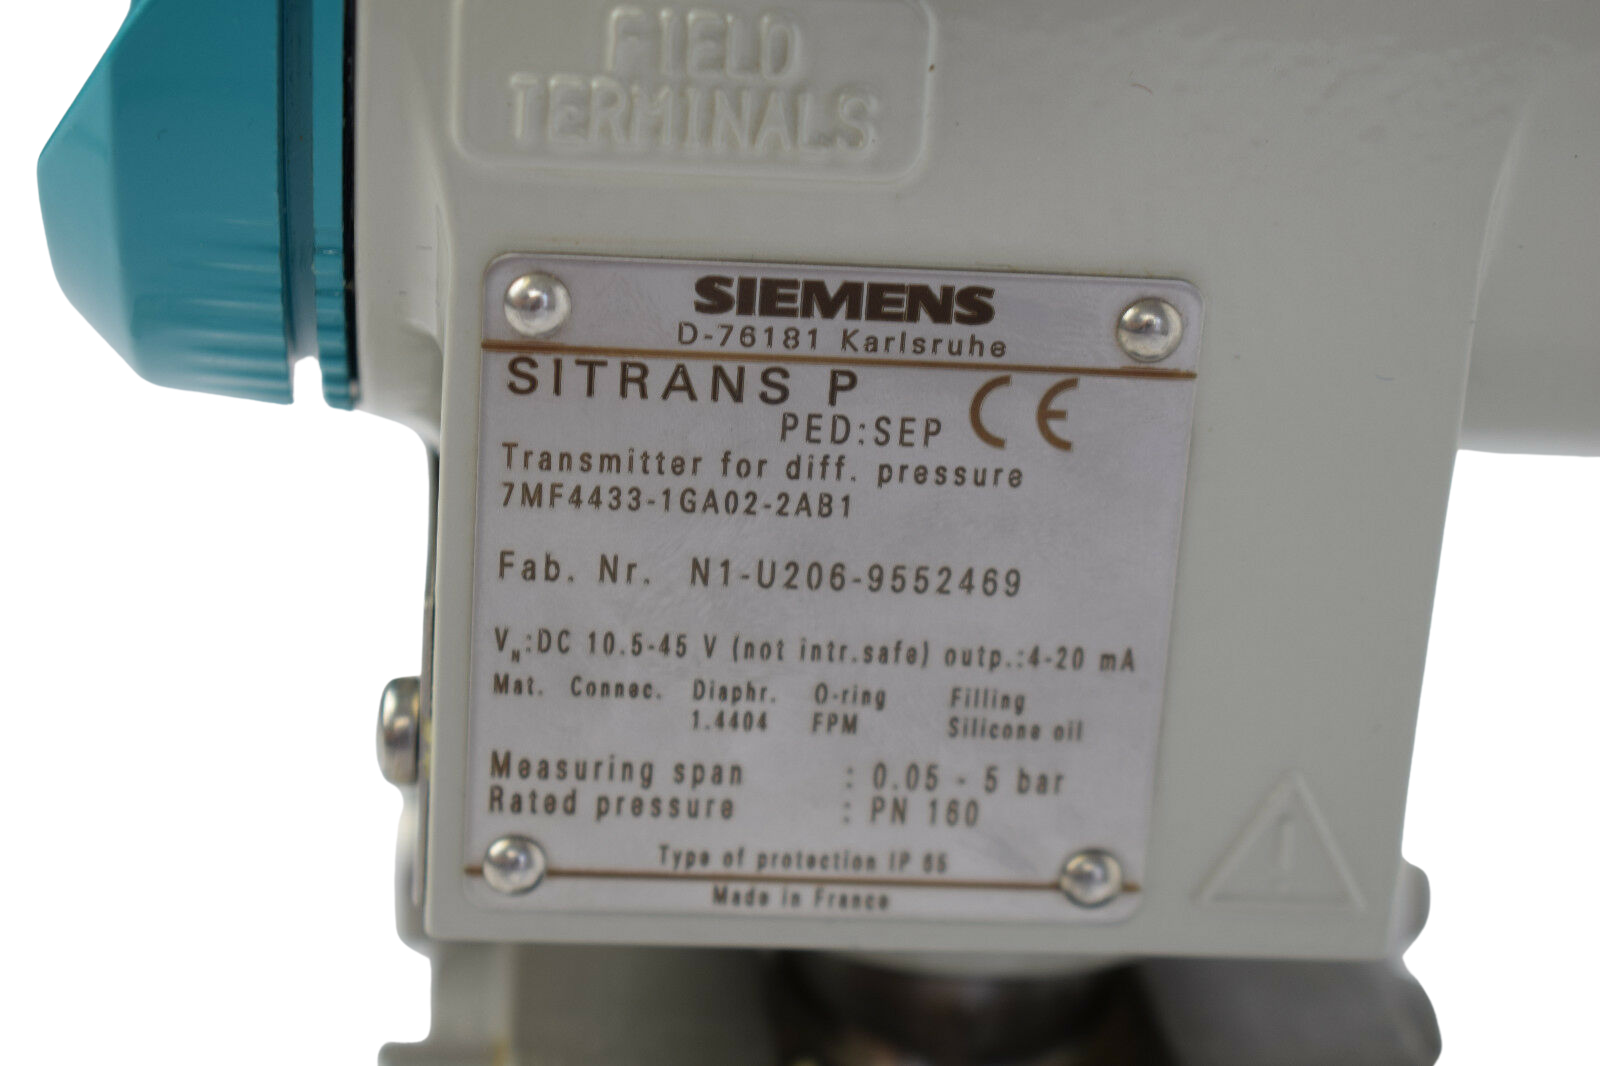 FIELD
TERMINALS
SIEMENS
D-76181 Karlsruhe
SITRANS P CE
PED:SEP
Transmitter for diff. pressure
7MF4433-1GA02-2AB1
Fab. Nr. N1-U206-9552469
VN:DC 10.5-45 V (not intr.safe) outp.:4-20 mA
Mat. Connec. Diaphr. O-ring Filling
1.4404 FPM Silicone oil
Measuring span : 0.05 - 5 bar
Rated pressure : PN 160
Type of protection IP 65
Made in France